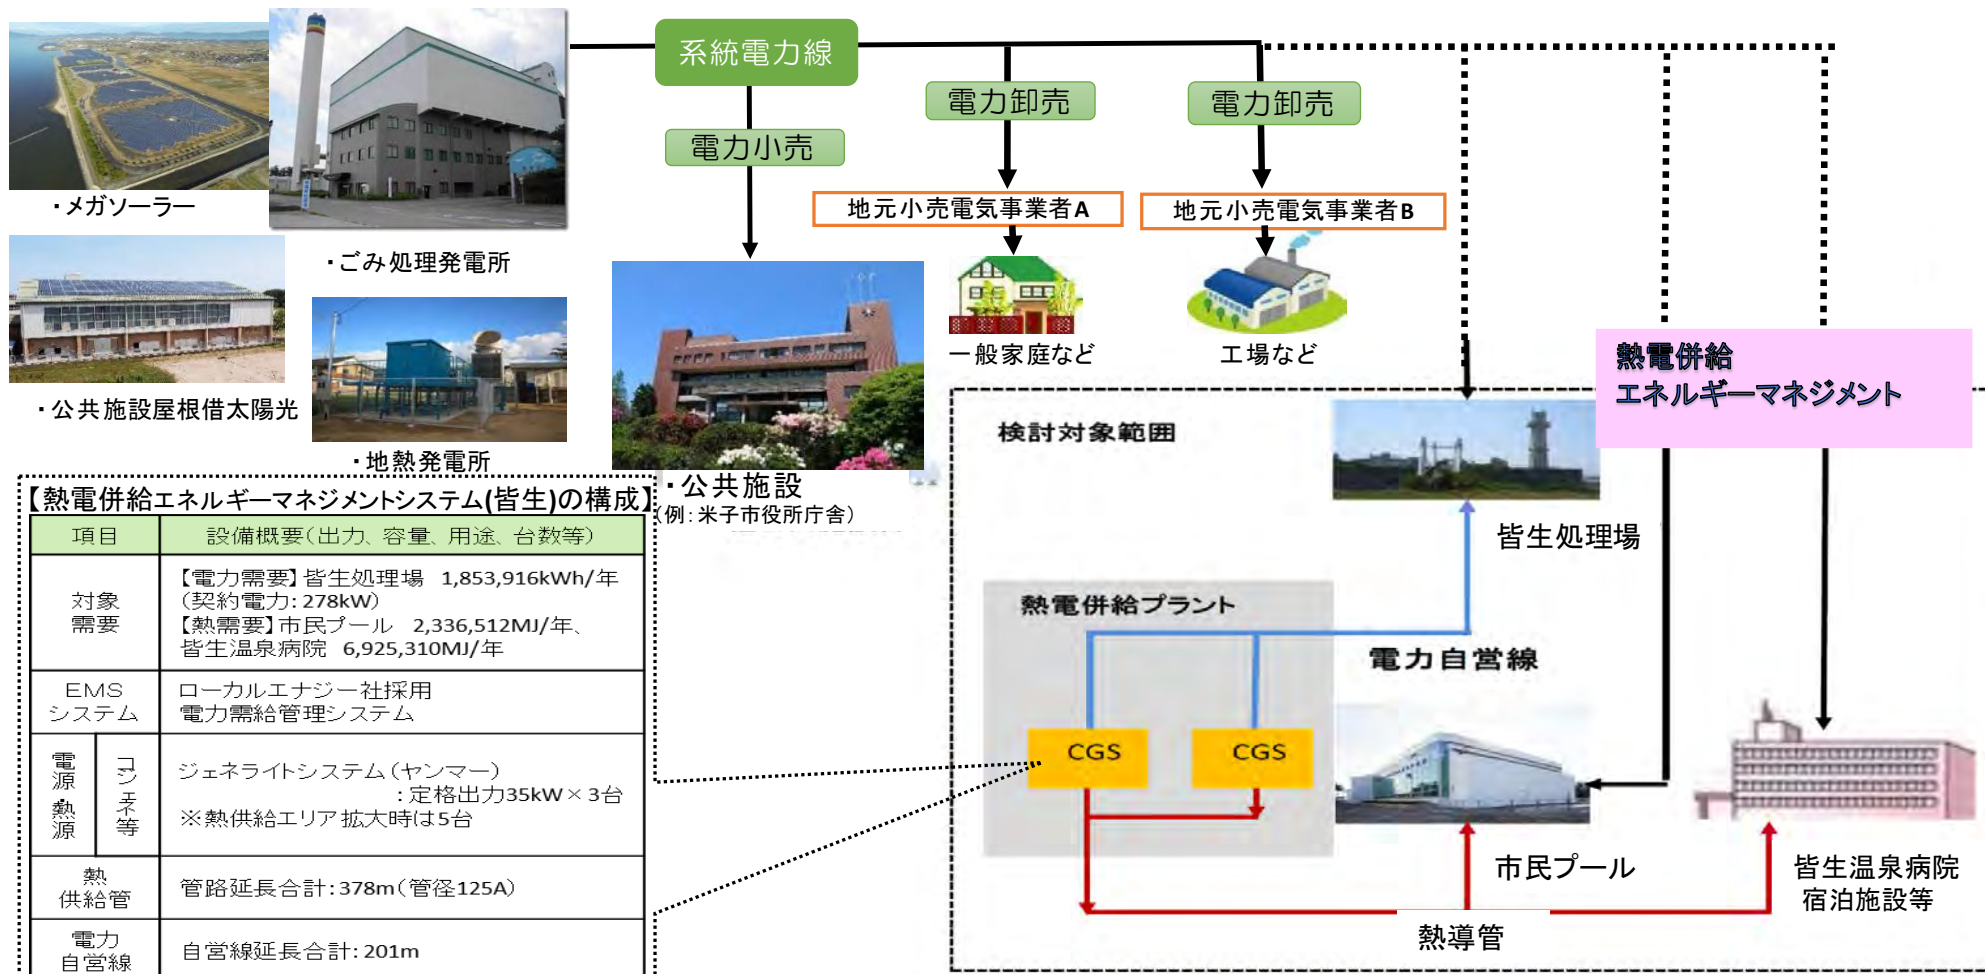 系統電力線
電力小売
電力卸売
電力卸売
地元小売電気事業者A
地元小売電気事業者B
・メガソーラー
・ごみ処理発電所
・公共施設屋根借太陽光
・地熱発電所
・公共施設
(例:米子市役所庁舎)
一般家庭など
工場など
熱電併給
エネルギーマネジメント
検討対象範囲
皆生処理場
熱電併給プラント
電力自営線
CGS
CGS
市民プール
皆生温泉病院
宿泊施設等
熱導管
【熱電併給エネルギーマネジメントシステム(皆生)の構成】
項目
設備概要(出力、容量、用途、台数等)
対象
需要
【電力需要】皆生処理場 1,853,916kWh/年
(契約電力:278kW)
【熱需要】市民プール 2,336,512MJ/年、
皆生温泉病院 6,925,310MJ/年
EMS
システム
ローカルエナジー社採用
電力需給管理システム
電源・熱源
コジェネ等
ジェネライトシステム(ヤンマー)
:定格出力35kW×3台
※熱供給エリア拡大時は5台
熱
供給管
管路延長合計:378m(管径125A)
電力
自営線
自営線延長合計:201m